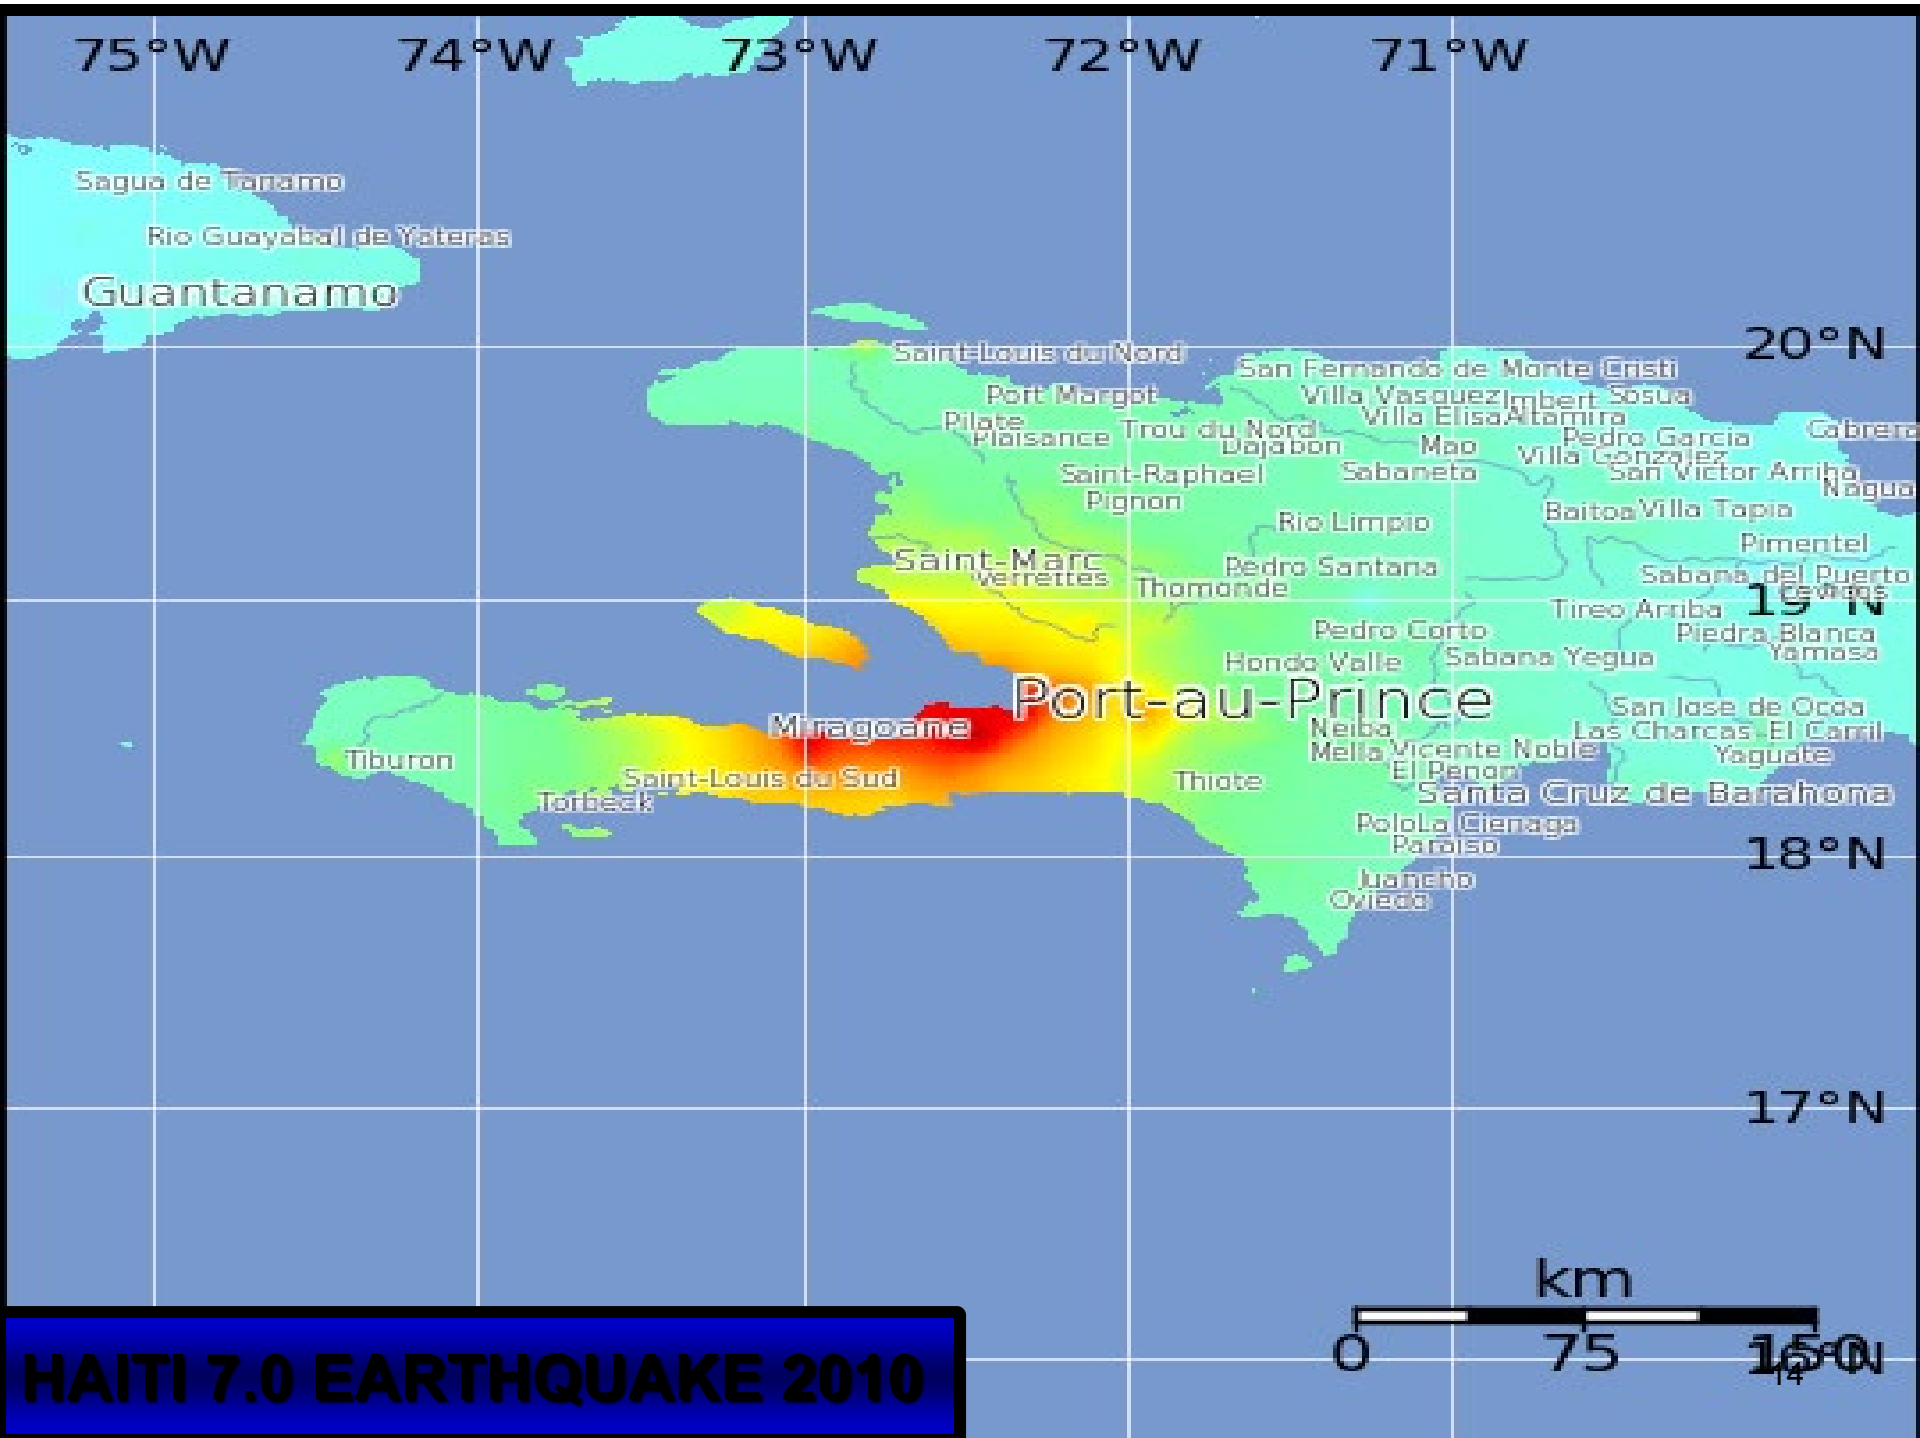 75°W 74°W 73°W 72°W 71°W
Sagua de Tanamo
Rio Guayabal de Yateras
Guantanamo
20°N
Saint-Louis du Nord
San Fernando de Monte Cristi
Port Margot
Villa Vasquez Imbert Sosua
Villa Elisa Altamira
Pilate
Plaisance
Trou du Nord
Dajabon
Mao
Pedro Garcia
Cabrera
Villa Gonzalez
Saint-Raphael
Sabaneta
San Victor Arriba
Nagua
Pignon
Baitoa Villa Tapia
Rio Limpio
Pimentel
Saint-Marc
Verrettes
Thomonde
Pedro Santana
Sabana del Puerto
19°N
Tireo Arriba
Pedro Corto
Piedra Blanca
Yamasa
Hondo Valle
Sabana Yegua
Port-au-Prince
San Jose de Ocoa
Miragoane
Neiba
Las Charcas El Carril
Mella Vicente Noble
Yaguate
Tiburon
El Penon
Saint-Louis du Sud
Thiote
Torbeck
Santa Cruz de Barahona
Polo La Cienaga
Paraiso
18°N
Juancho
Oviedo
17°N
km
0 75 150
16°N
14
HAITI 7.0 EARTHQUAKE 2010